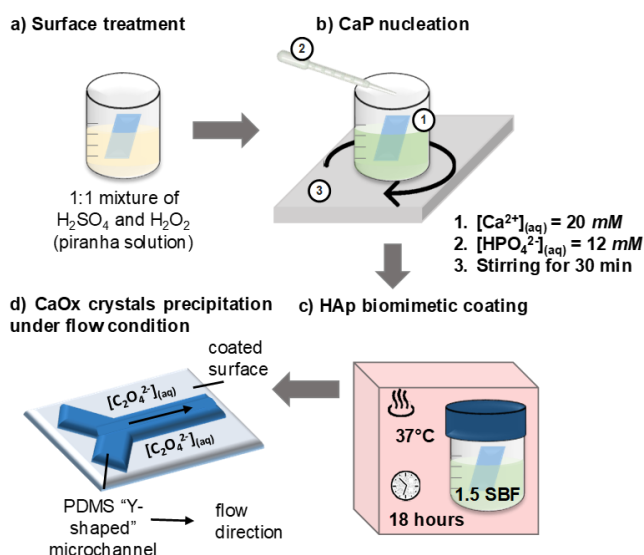 a) Surface treatment
1:1 mixture of
H₂SO₄ and H₂O₂
(piranha solution)
b) CaP nucleation
2
1
3
1. [Ca²⁺](aq) = 20 mM
2. [HPO₄²⁻](aq) = 12 mM
3. Stirring for 30 min
c) HAp biomimetic coating
37°C
18 hours
1.5 SBF
d) CaOx crystals precipitation
under flow condition
coated
surface
[C₂O₄²⁻](aq)
[C₂O₄²⁻](aq)
PDMS “Y-
shaped”
microchannel
flow
direction